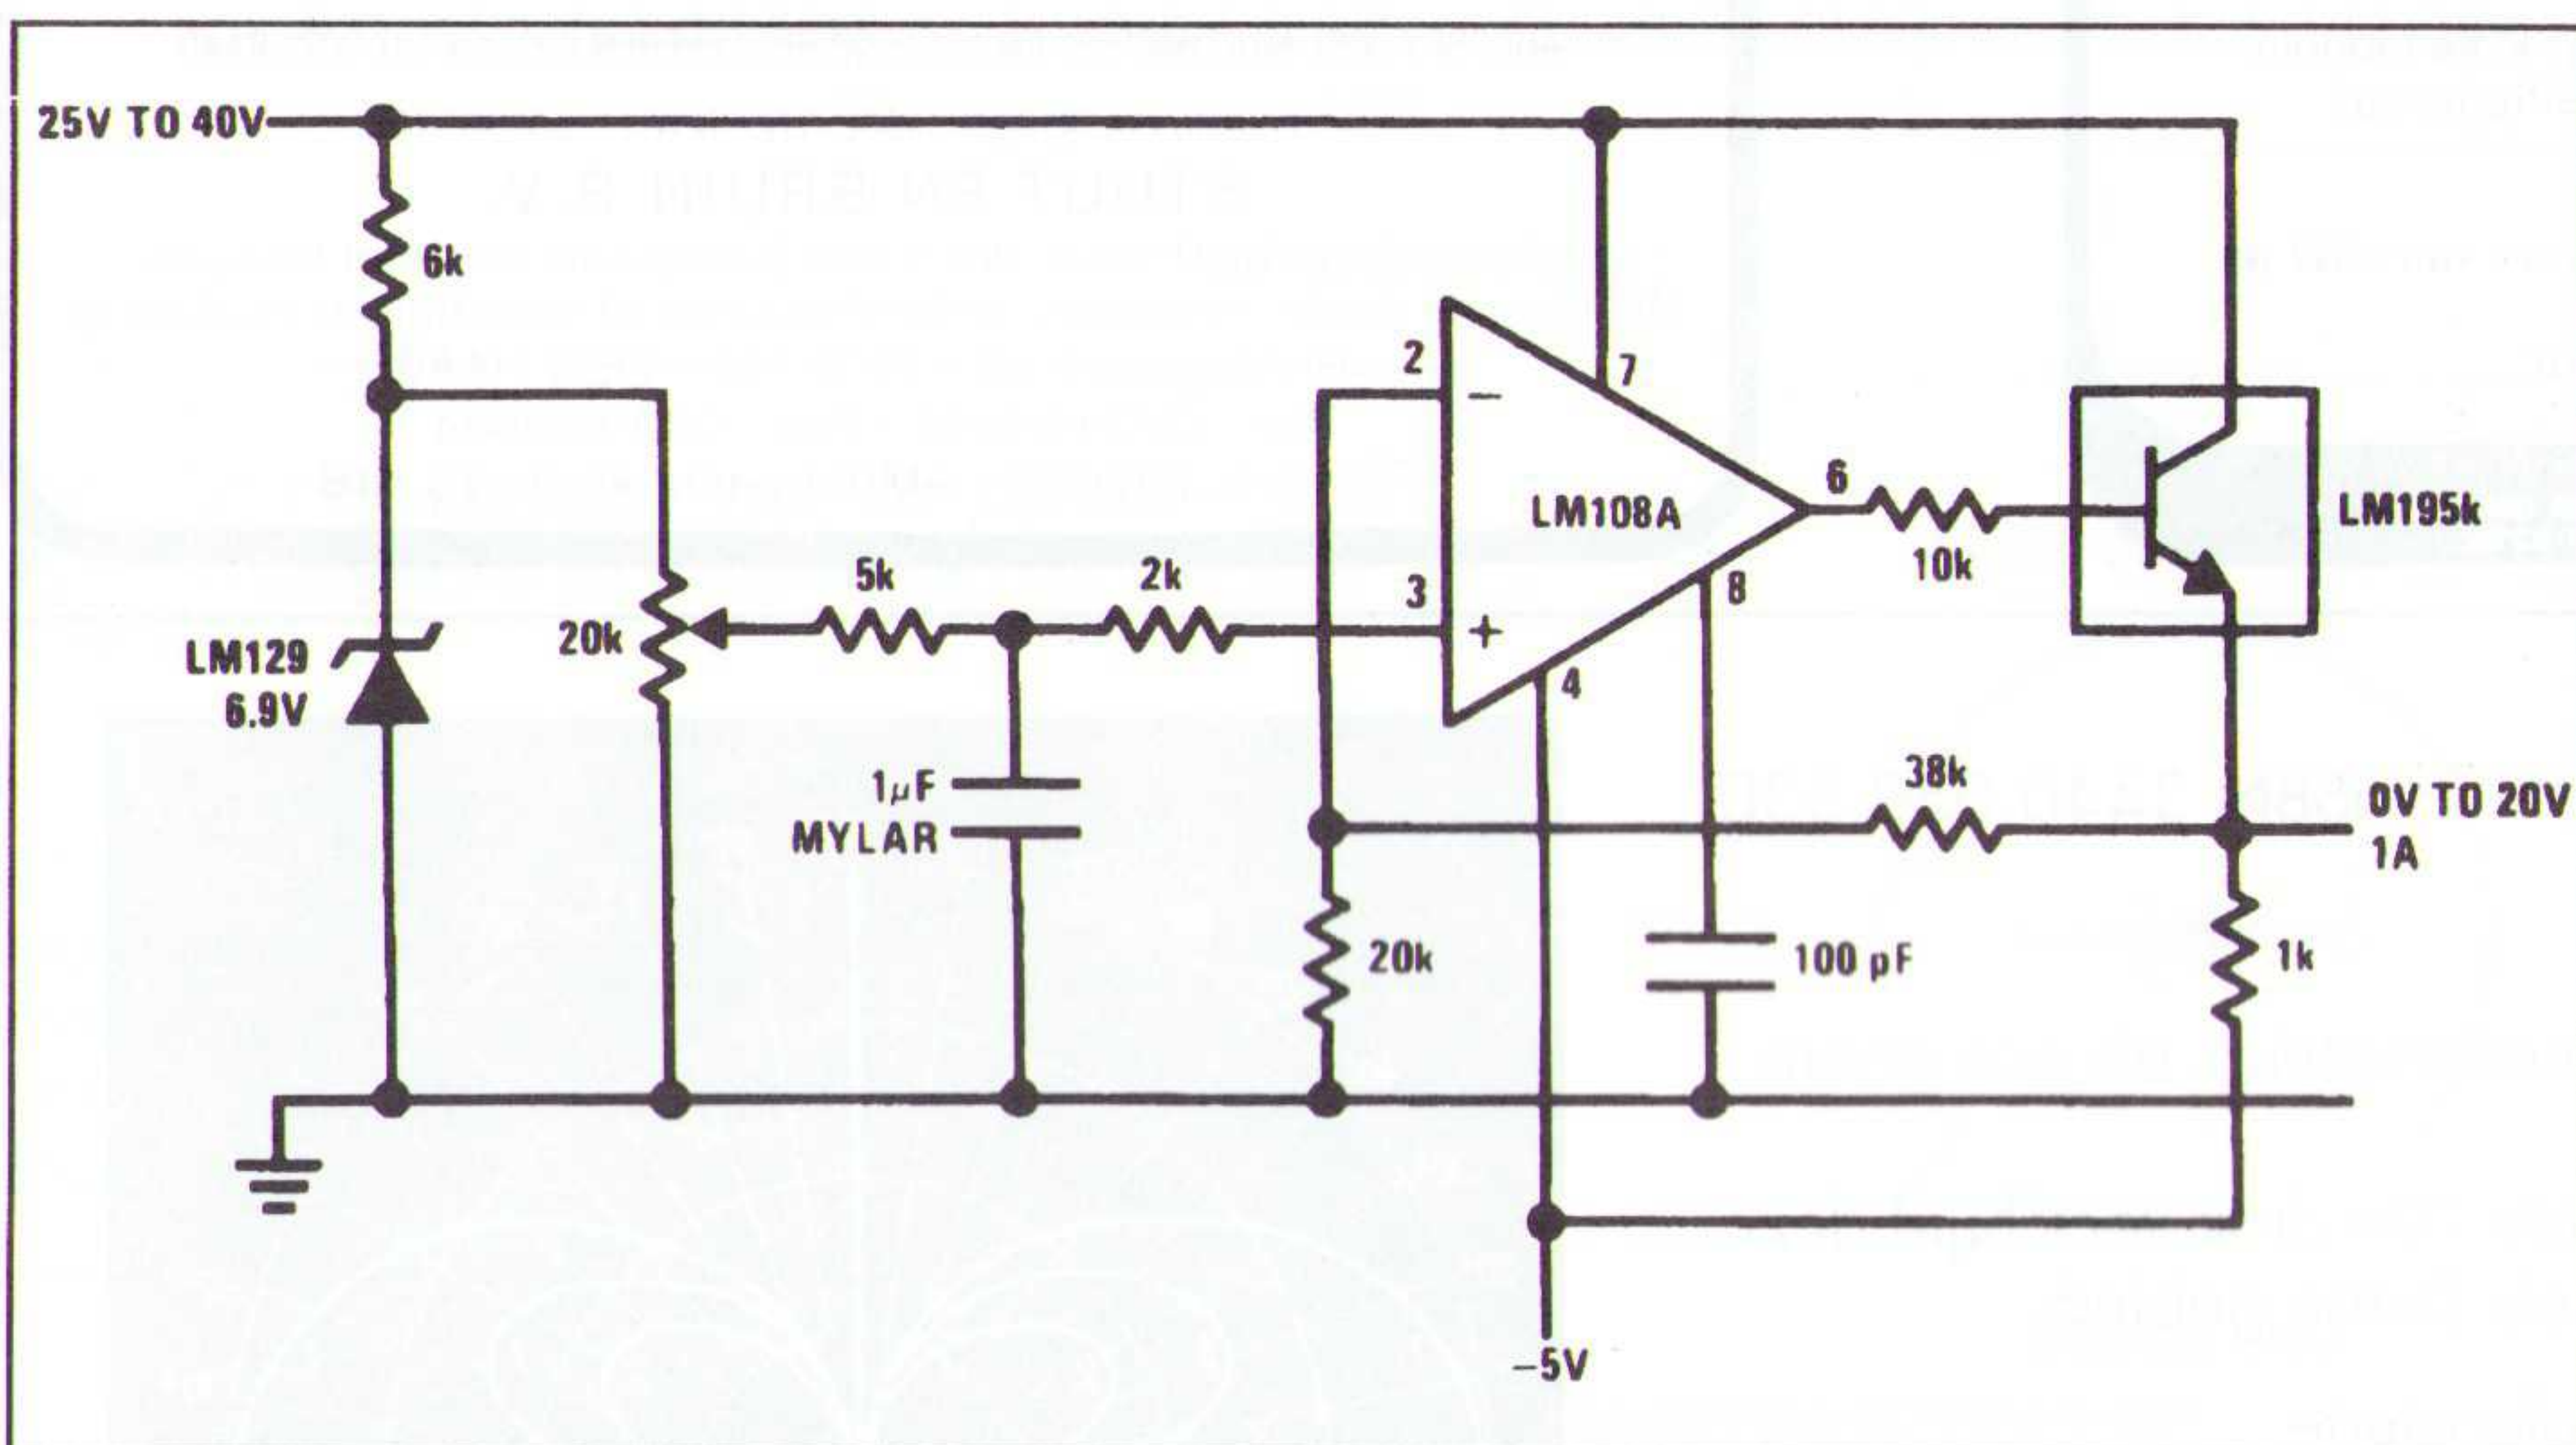 25V TO 40V
6k
2
7
6
LM108A
LM195k
10k
5k
2k
3
8
20k
LM129
6.9V
4
38k
1μF
MYLAR
0V TO 20V
1A
20k
100 pF
1k
−5V